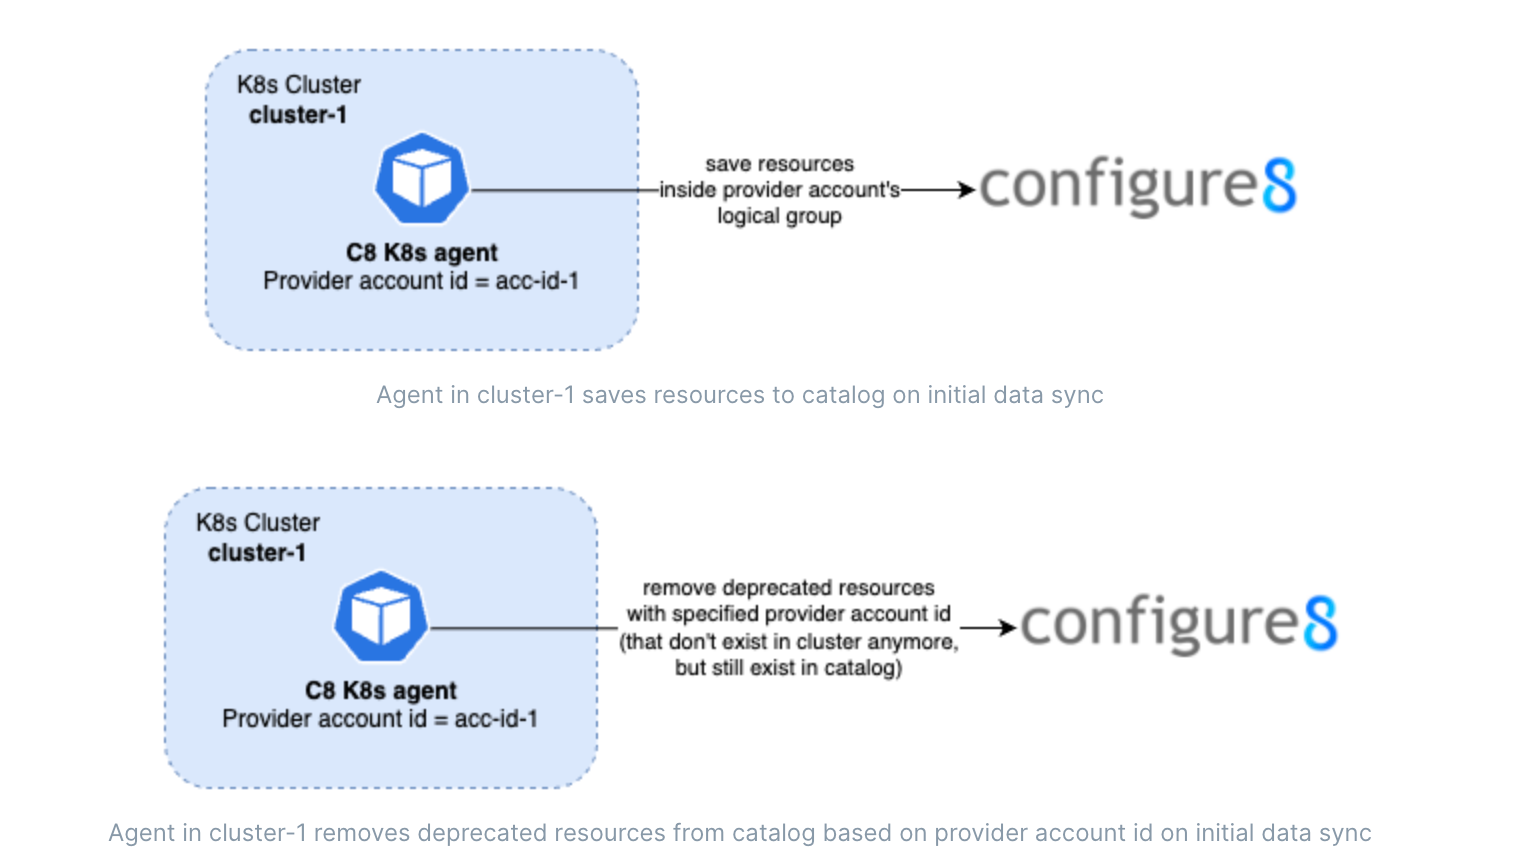 K8s Cluster
cluster-1
C8 K8s agent
Provider account id = acc-id-1
save resources
inside provider account's
logical group
configure8
Agent in cluster-1 saves resources to catalog on initial data sync
K8s Cluster
cluster-1
C8 K8s agent
Provider account id = acc-id-1
remove deprecated resources
with specified provider account id
(that don't exist in cluster anymore,
but still exist in catalog)
configure8
Agent in cluster-1 removes deprecated resources from catalog based on provider account id on initial data sync